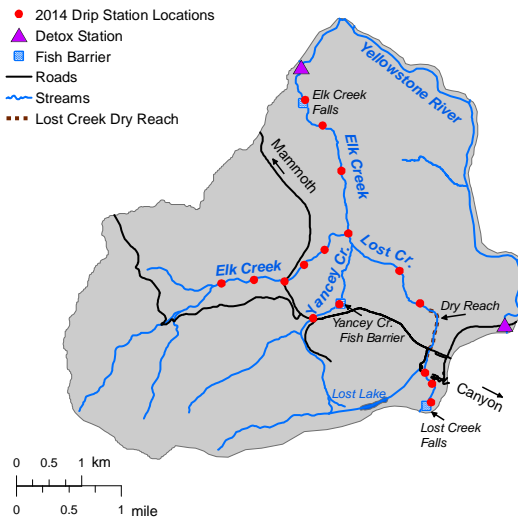 2014 Drip Station Locations
Detox Station
Fish Barrier
Roads
Streams
Lost Creek Dry Reach
Yellowstone River
Elk Creek
Falls
Elk Creek
Mammoth
Elk Creek
Lost Cr.
Yancey Cr.
Dry Reach
Yancey Cr.
Fish Barrier
Lost Lake
Canyon
Lost Creek
Falls
0 0.5 1
km
0 0.5 1
mile